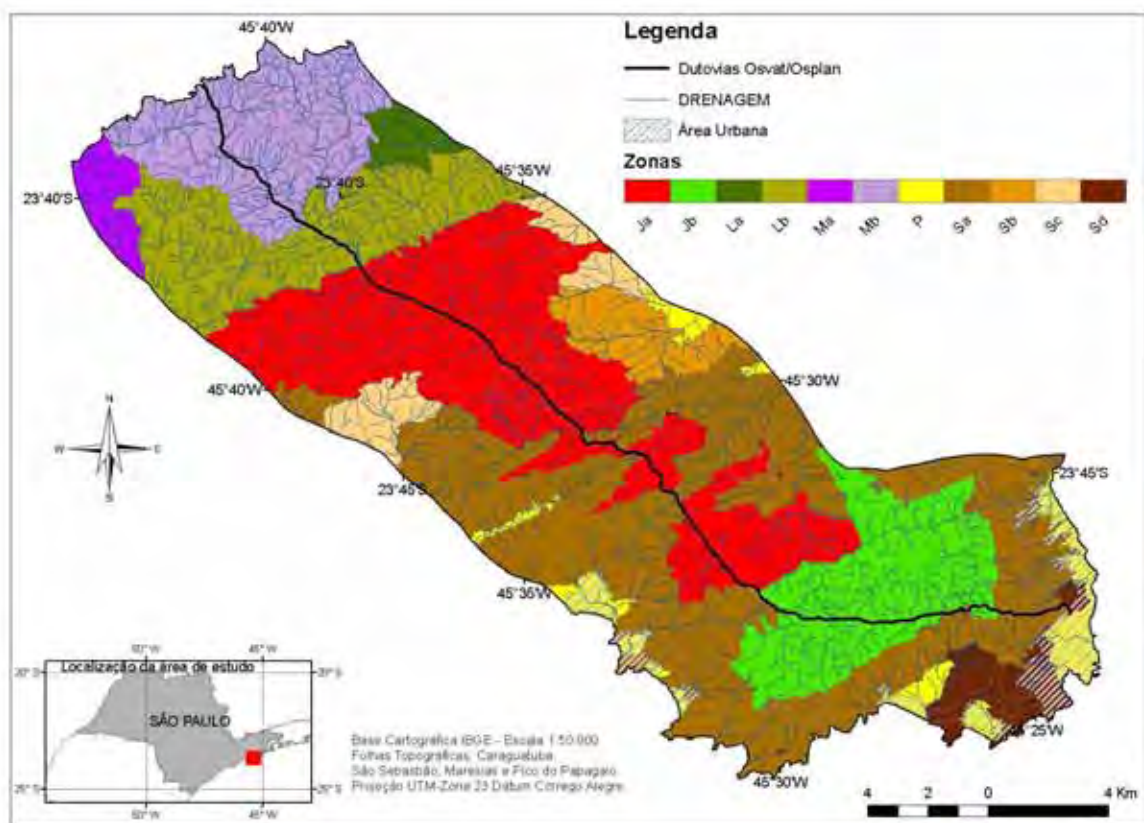 Legenda
Dutovias Osvat/Osplan
DRENAGEM
Área Urbana
Zonas
Ja Jb La Lb Ma Mb P Sa Sb Sc Sd
45°40'W
45°35'W
23°40'S
23°40'S
45°40'W
45°30'W
23°45'S
23°45'S
45°35'W
25'W
45°30'W
N
W E
S
Localização da área de estudo
50°W 45°W
20°S 20°S
SÃO PAULO
25°S 25°S
50°W 45°W
Base Cartográfica IBGE - Escala 1:50.000
Folhas Topográficas, Caraguatuba,
São Sebastião, Maresias e Pico do Papagaio.
Projeção UTM-Zone 23 Dátum Córrego Alegre.
4 2 0 4 Km